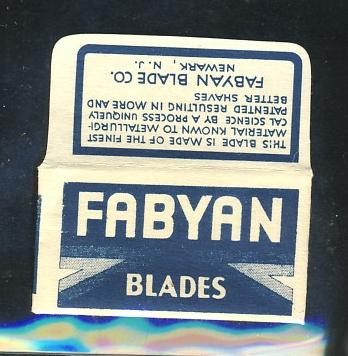 THIS BLADE IS MADE OF THE FINEST
MATERIAL KNOWN TO METALLURGI-
CAL SCIENCE BY A PROCESS UNIQUELY
PATENTED RESULTING IN MORE AND
BETTER SHAVES
FABYAN BLADE CO.
NEWARK, N. J.
FABYAN
BLADES